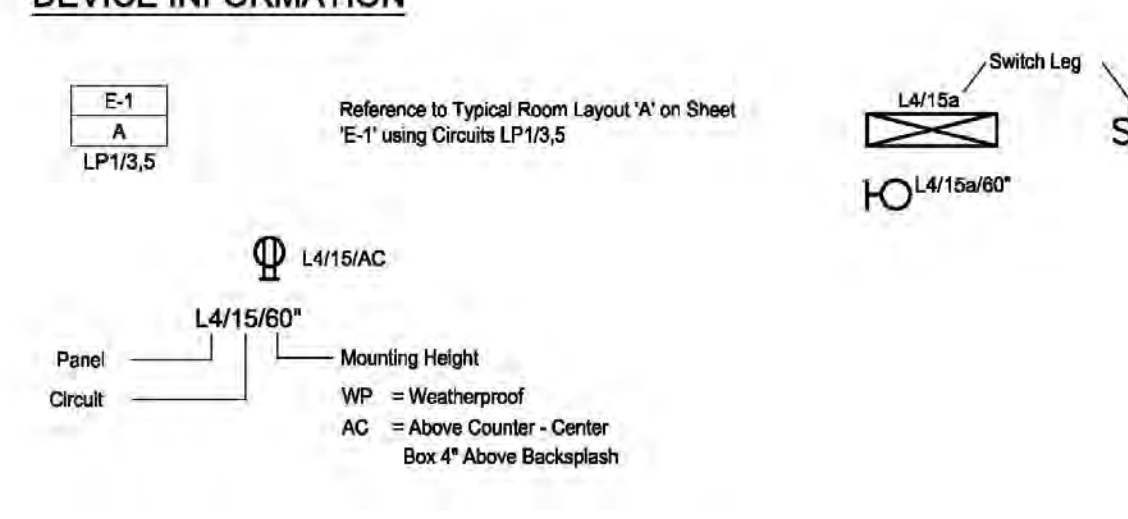 DEVICE INFORMATION
E-1
A
LP1/3,5
Reference to Typical Room Layout 'A' on Sheet
'E-1' using Circuits LP1/3,5
Switch Leg
L4/15a
S
L4/15a/60"
L4/15/AC
L4/15/60"
Panel
Circuit
Mounting Height
WP = Weatherproof
AC = Above Counter - Center
Box 4" Above Backsplash